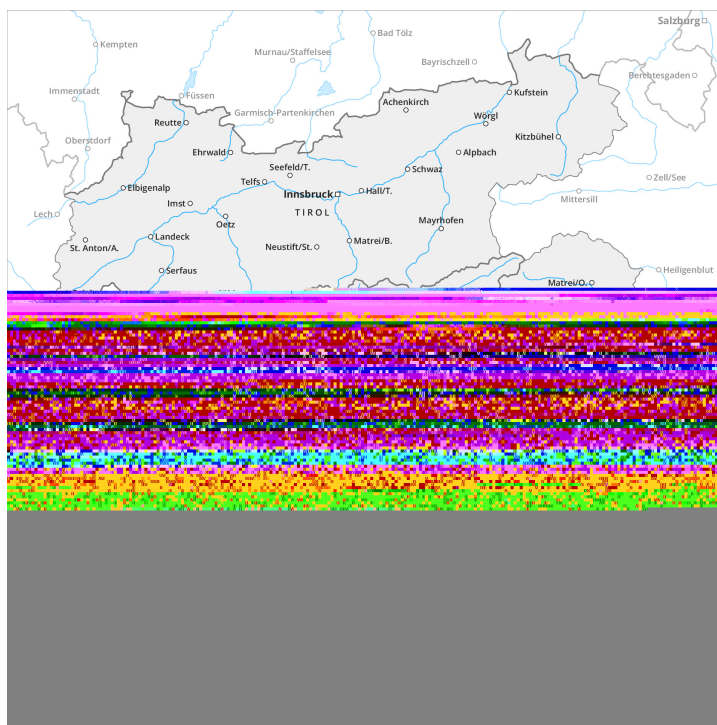 Salzburg
Bad Tölz
Kempten
Murnau/Staffelsee
Bayrischzell
Berchtesgaden
Immenstadt
Füssen
Kufstein
Achenkirch
Garmisch-Partenkirchen
Wörgl
Reutte
Kitzbühel
Oberstdorf
Ehrwald
Alpbach
Seefeld/T.
Schwaz
Zell/See
Telfs
Elbigenalp
Hall/T.
Innsbruck
Mittersill
Imst
TIROL
Lech
Oetz
Mayrhofen
Landeck
Matrei/B.
St. Anton/A.
Neustift/St.
Serfaus
Heiligenblut
Matrei/O.